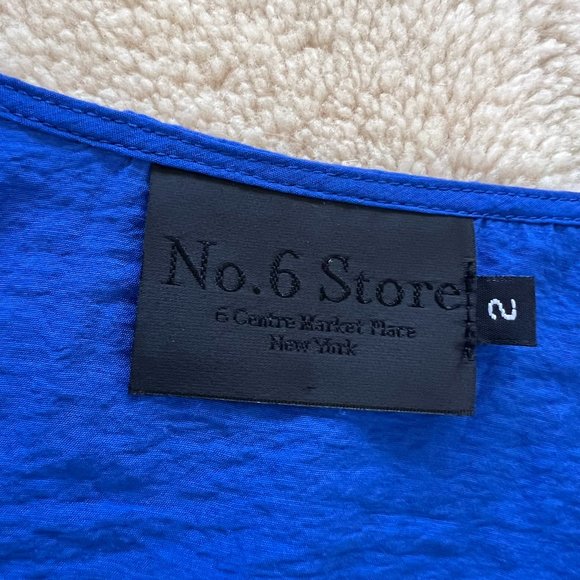 No.6 Store
6 Centre Market Place
New York
2